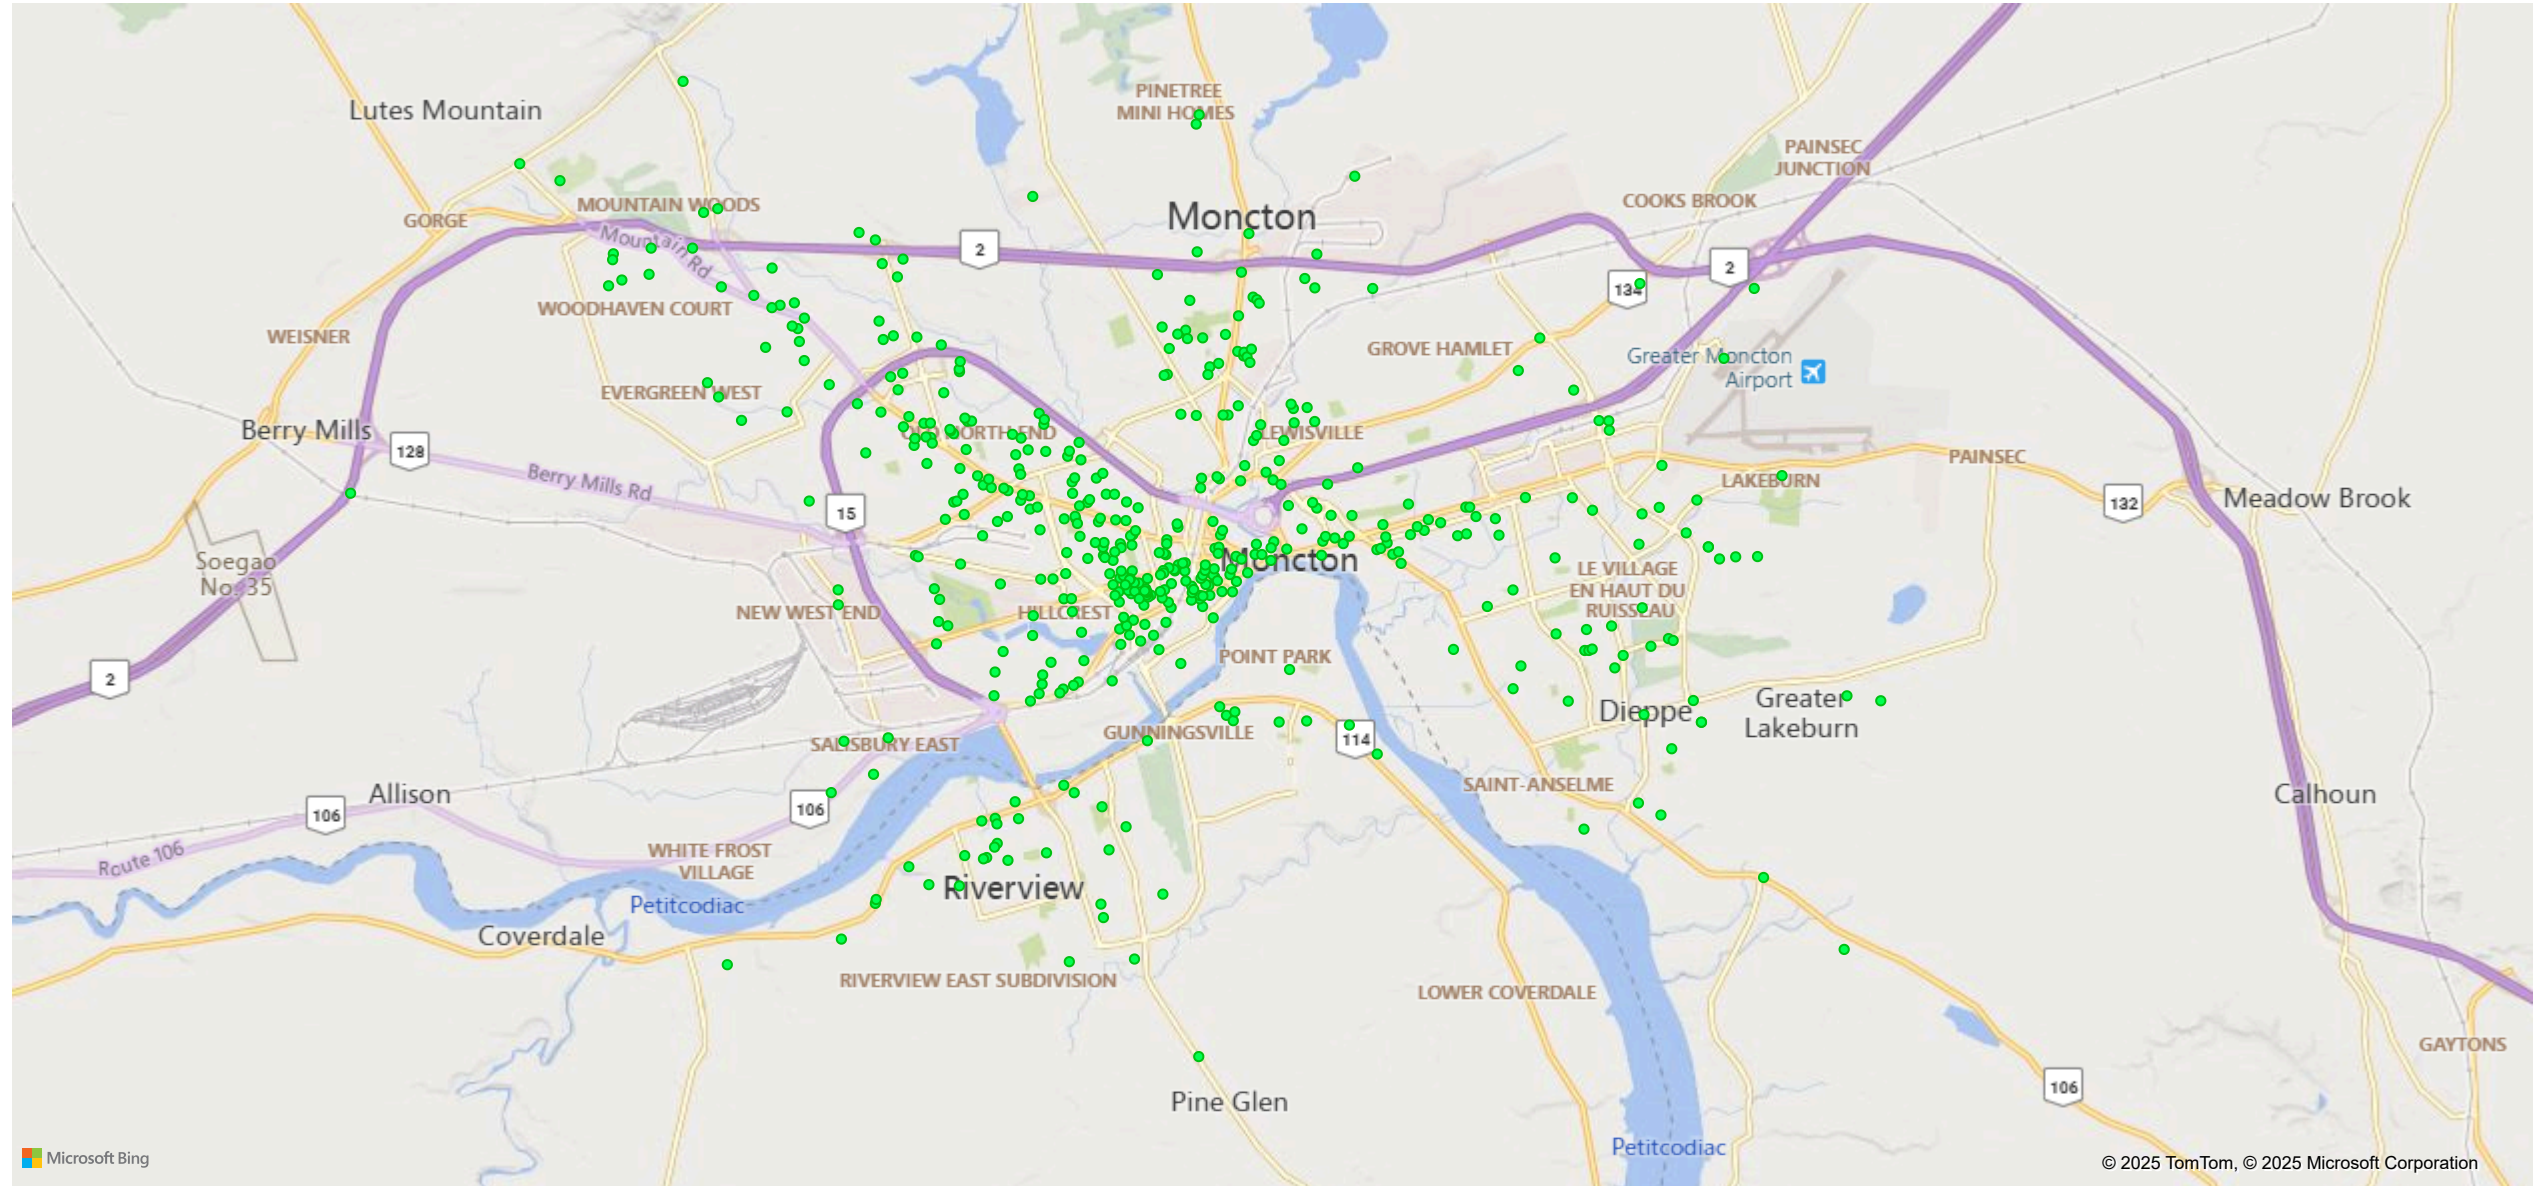 PINETREE
MINI HOMES
Lutes Mountain
PAINSEC
JUNCTION
MOUNTAIN WOODS
COOKS BROOK
GORGE
Moncton
Mountain Rd
2
2
134
WOODHAVEN COURT
WEISNER
GROVE HAMLET
Greater Moncton
Airport
EVERGREEN WEST
Berry Mills
OLD NORTH END
LEWISVILLE
128
PAINSEC
Berry Mills Rd
LAKEBURN
132
Meadow Brook
15
Soegao
No. 35
Moncton
LE VILLAGE
EN HAUT DU
RUISSEAU
NEW WEST END
HILLCREST
POINT PARK
2
Dieppe
Greater
Lakeburn
GUNNINGSVILLE
114
SALISBURY EAST
SAINT-ANSELME
Allison
106
106
Calhoun
Route 106
WHITE FROST
VILLAGE
Riverview
Petitcodiac
Coverdale
RIVERVIEW EAST SUBDIVISION
LOWER COVERDALE
GAYTONS
106
Pine Glen
Petitcodiac
Microsoft Bing
© 2025 TomTom, © 2025 Microsoft Corporation